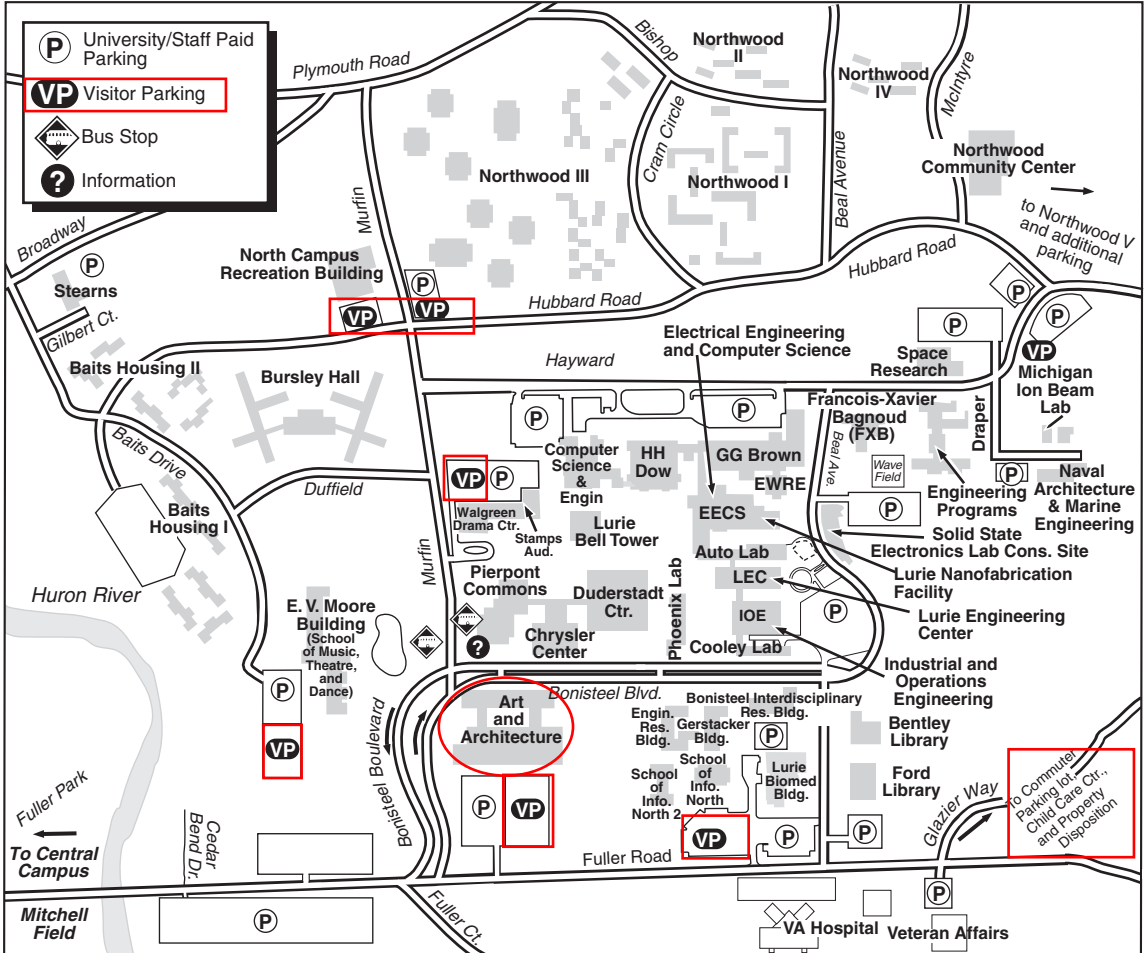 P
University/Staff Paid
Parking
VP
Visitor Parking
Bus Stop
?
Information
Plymouth Road
Bishop
Northwood
II
Northwood
IV
McIntyre
Murfin
Northwood III
Cram Circle
Northwood I
Beal Avenue
Northwood
Community Center
to Northwood V
and additional
parking
Broadway
P
Stearns
Gilbert Ct.
North Campus
Recreation Building
P
VP
VP
Hubbard Road
Hubbard Road
P
P
P
VP
Michigan
Ion Beam
Lab
Electrical Engineering
and Computer Science
Space
Research
Hayward
Baits Housing II
Bursley Hall
Francois-Xavier
Bagnoud
(FXB)
Draper
P
P
Computer
Science
&
Engin
HH
Dow
GG Brown
EWRE
Beal Ave.
Wave
Field
Baits Drive
VP
P
Engineering
Programs
P
Naval
Architecture
& Marine
Engineering
Duffield
Baits
Housing I
Walgreen
Drama Ctr.
Stamps
Aud.
Lurie
Bell Tower
EECS
P
Solid State
Electronics Lab Cons. Site
Murfin
Auto Lab
Pierpont
Commons
Phoenix Lab
LEC
Lurie Nanofabrication
Facility
Huron River
E. V. Moore
Building
(School
of Music,
Theatre,
and
Dance)
Duderstadt
Ctr.
IOE
P
Lurie Engineering
Center
?
Chrysler
Center
Cooley Lab
Industrial and
Operations
Engineering
P
VP
Bonisteel Blvd.
Art
and
Architecture
Bonisteel Boulevard
Bonisteel Interdisciplinary
Res. Bldg.
Engin.
Res.
Bldg.
Gerstacker
Bldg.
P
Bentley
Library
School
of
Info.
North 2
School
of
Info.
North
Lurie
Biomed
Bldg.
Ford
Library
Fuller Park
To Central
Campus
Cedar
Bend Dr.
P
VP
VP
P
P
Glazier Way
To Commuter
Parking lot,
Child Care Ctr.,
and Property
Disposition
Fuller Road
Mitchell
Field
P
Fuller Ct.
P
VA Hospital
Veteran Affairs